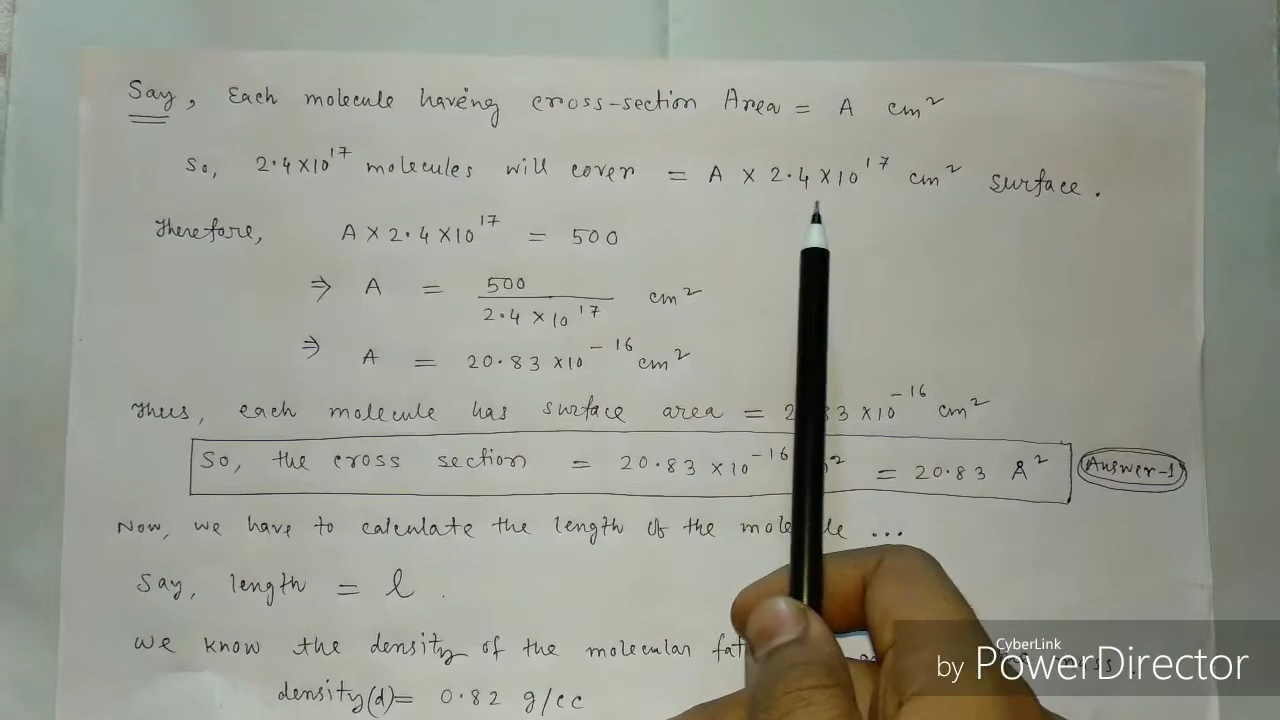 Say, Each molecule having cross-section Area = A cm²
So, 2.4×10¹⁷ molecules will cover = A × 2.4×10¹⁷ cm² surface.
Therefore, A × 2.4×10¹⁷ = 500
⇒ A = 500 / 2.4×10¹⁷ cm²
⇒ A = 20.83×10⁻¹⁶ cm²
Thus, each molecule has surface area = 2 33×10⁻¹⁶ cm²
So, the cross section = 20.83×10⁻¹⁶ = 20.83 Å² Answer-1
Now, we have to calculate the length of the ...
Say, length = l.
We know the density of the molecular
density(d)= 0.82 g/cc
CyberLink
by PowerDirector